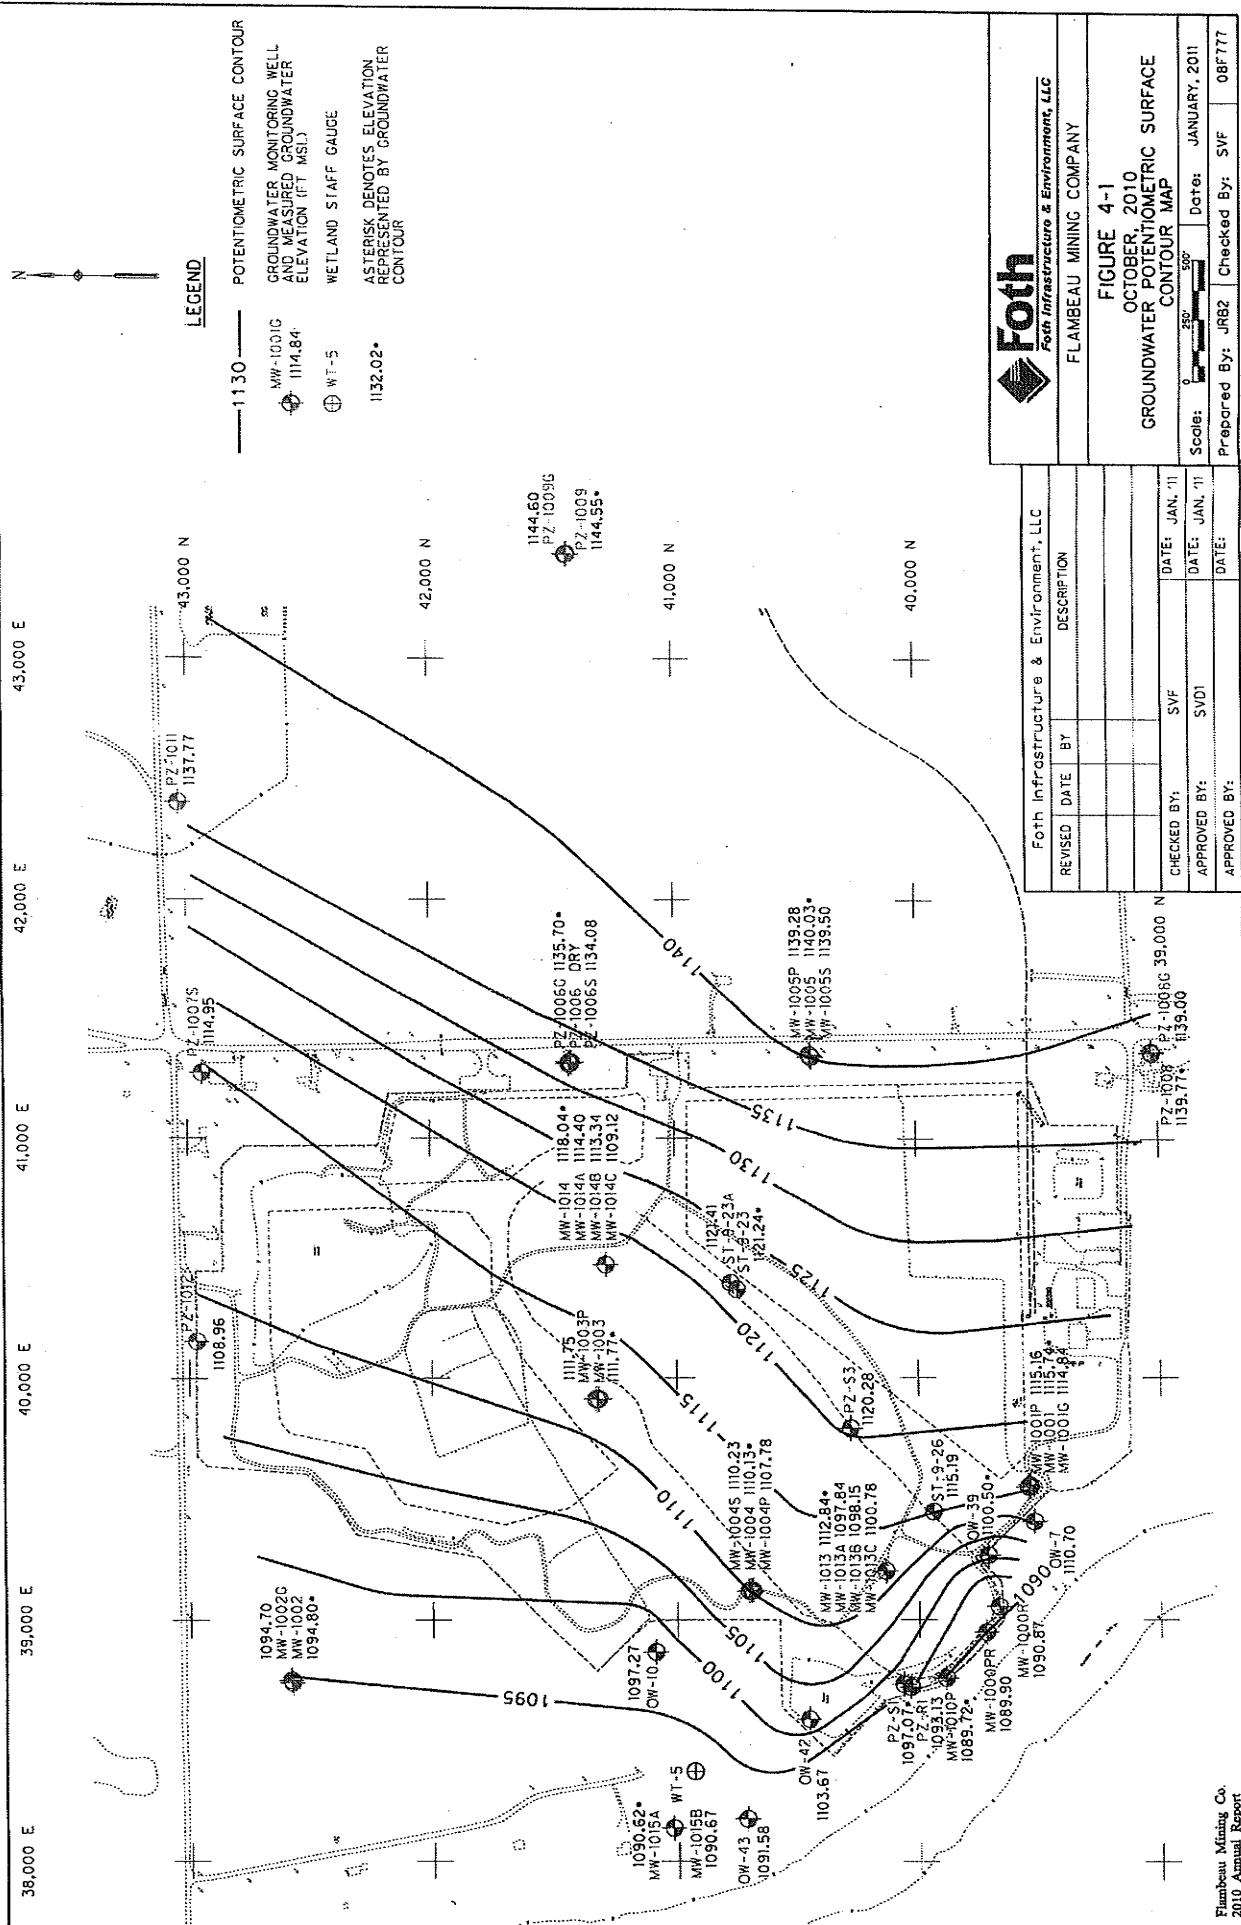 38,000 E
39,000 E
40,000 E
41,000 E
42,000 E
43,000 E
N
LEGEND
1130
POTENTIOMETRIC SURFACE CONTOUR
MW-1001G
1114.84
GROUNDWATER MONITORING WELL
AND MEASURED GROUNDWATER
ELEVATION (FT MSL)
WT-5
WETLAND STAFF GAUGE
1132.02*
ASTERISK DENOTES ELEVATION
REPRESENTED BY GROUNDWATER
CONTOUR
43,000 N
42,000 N
41,000 N
40,000 N
39,000 N
PZ-1011
1137.77
PZ-1007S
1114.95
PZ-1012
1108.96
1094.70
MW-1002G
MW-1002
1094.80*
1144.60
PZ-1009G
PZ-1009
1144.55*
PZ-1006G 1135.70*
PZ-1006 DRY
PZ-1006S 1134.08
MW-1014 1118.04*
MW-1014A 1114.40
MW-1014B 1113.34
MW-1014C 1109.12
1111.75
MW-1003P
MW-1003
1111.77*
1097.27
OW-10
1090.62*
MW-1015A
WT-5
MW-1015B
1090.67
OW-43
1091.58
1121.41
ST-9-23A
ST-9-23
1121.24*
MW-1004S 1110.23
MW-1004 1110.13*
MW-1004P 1107.78
MW-1005P 1139.28
MW-1005 1140.03*
MW-1005S 1139.50
OW-42
1103.67
PZ-S3
1120.28
MW-1013 1112.84*
MW-1013A 1097.84
MW-1013B 1098.15
MW-1013C 1100.78
PZ-S1
1097.07*
PZ-R1
1093.13
MW-1010P
1089.72*
MW-1000PR
1089.90
MW-1000R
1090.87
ST-9-26
1115.19
OW-39
1100.50*
OW-7
1110.70
MW-1001P 1115.16
MW-1001 1115.74*
MW-1001G 1114.84
PZ-1008
1139.77*
PZ-1008G
1139.00
1140
1135
1130
1125
1120
1115
1110
1105
1100
1095
1090
Foth Infrastructure & Environment, LLC
REVISED DATE BY DESCRIPTION
CHECKED BY: SVF DATE: JAN. '11
APPROVED BY: SVD1 DATE: JAN. '11
APPROVED BY: DATE:
Foth
Foth Infrastructure & Environment, LLC
FLAMBEAU MINING COMPANY
FIGURE 4-1
OCTOBER, 2010
GROUNDWATER POTENTIOMETRIC SURFACE
CONTOUR MAP
Scale: 0 250' 500' Date: JANUARY, 2011
Prepared By: JRB2 Checked By: SVF 08F777
Flambeau Mining Co.
2010 Annual Report